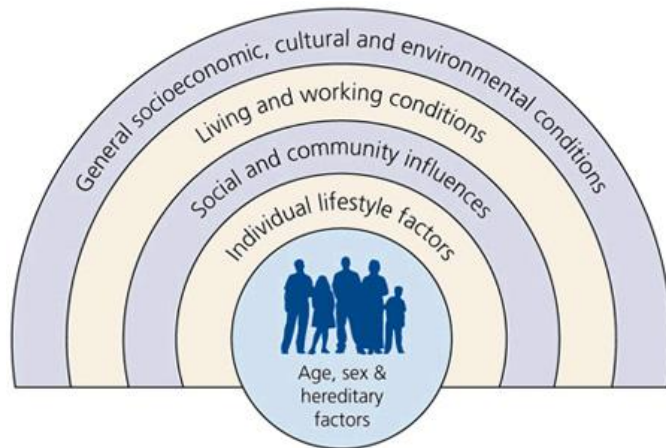 General socioeconomic, cultural and environmental conditions
Living and working conditions
Social and community influences
Individual lifestyle factors
Age, sex &
hereditary
factors